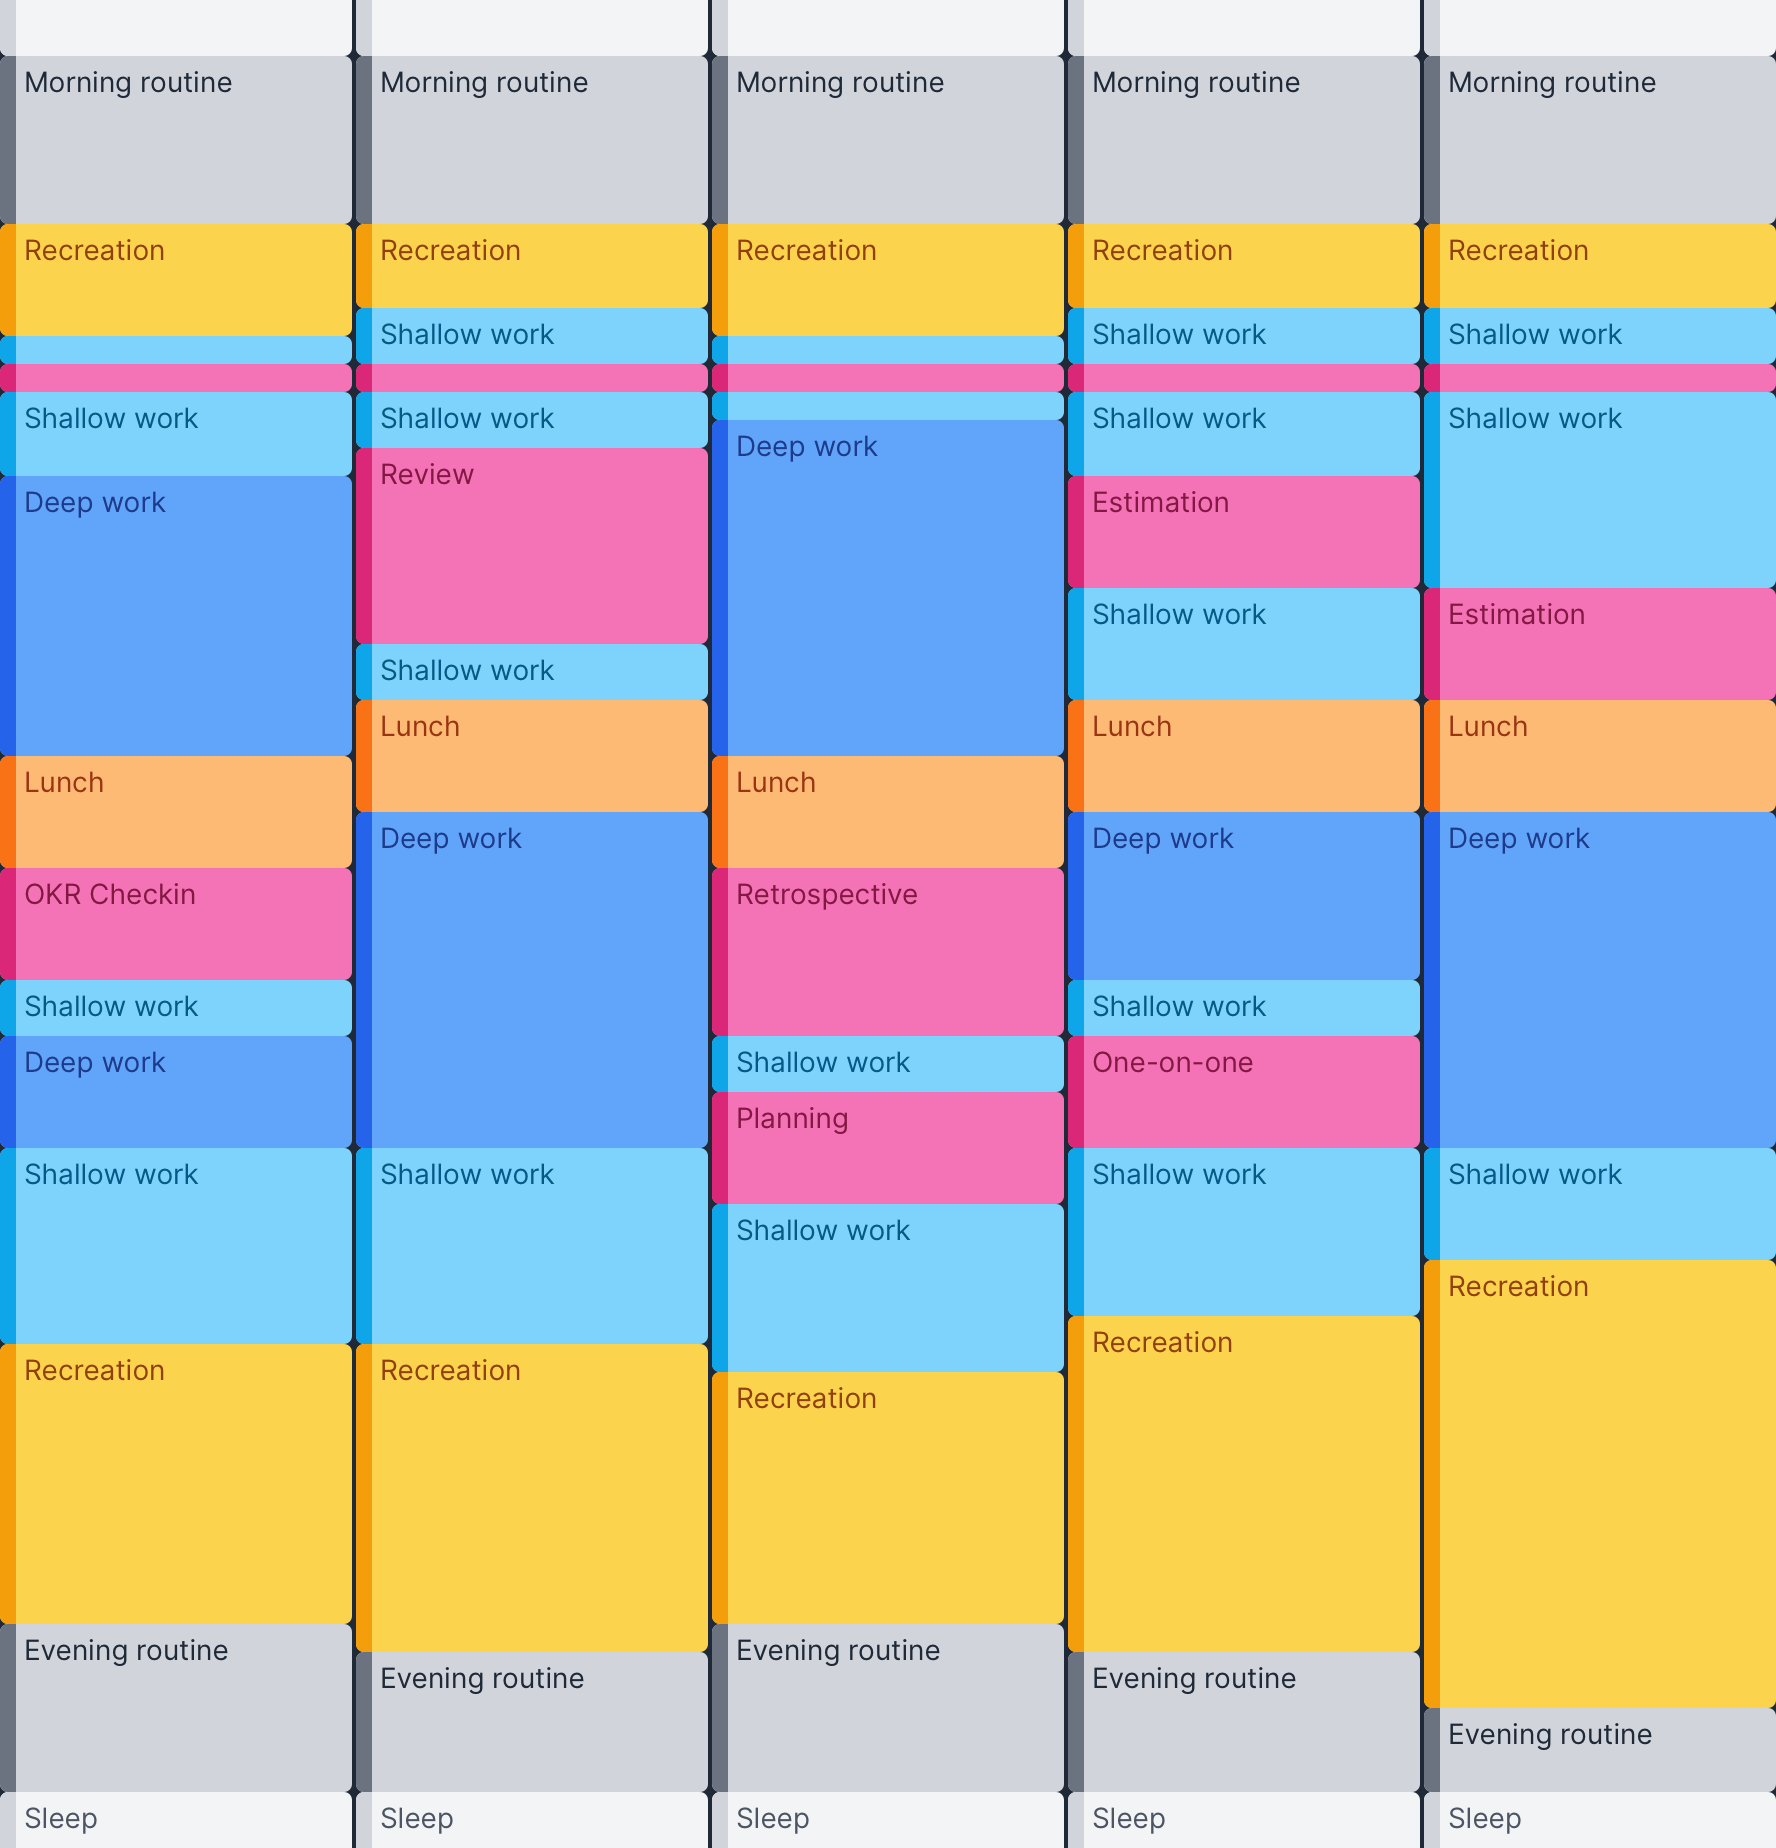 Morning routine
Recreation
Shallow work
Deep work
Lunch
OKR Checkin
Shallow work
Deep work
Shallow work
Recreation
Evening routine
Sleep
Morning routine
Recreation
Shallow work
Shallow work
Review
Shallow work
Lunch
Deep work
Shallow work
Recreation
Evening routine
Sleep
Morning routine
Recreation
Deep work
Lunch
Retrospective
Shallow work
Planning
Shallow work
Recreation
Evening routine
Sleep
Morning routine
Recreation
Shallow work
Shallow work
Estimation
Shallow work
Lunch
Deep work
Shallow work
One-on-one
Shallow work
Recreation
Evening routine
Sleep
Morning routine
Recreation
Shallow work
Shallow work
Estimation
Lunch
Deep work
Shallow work
Recreation
Evening routine
Sleep